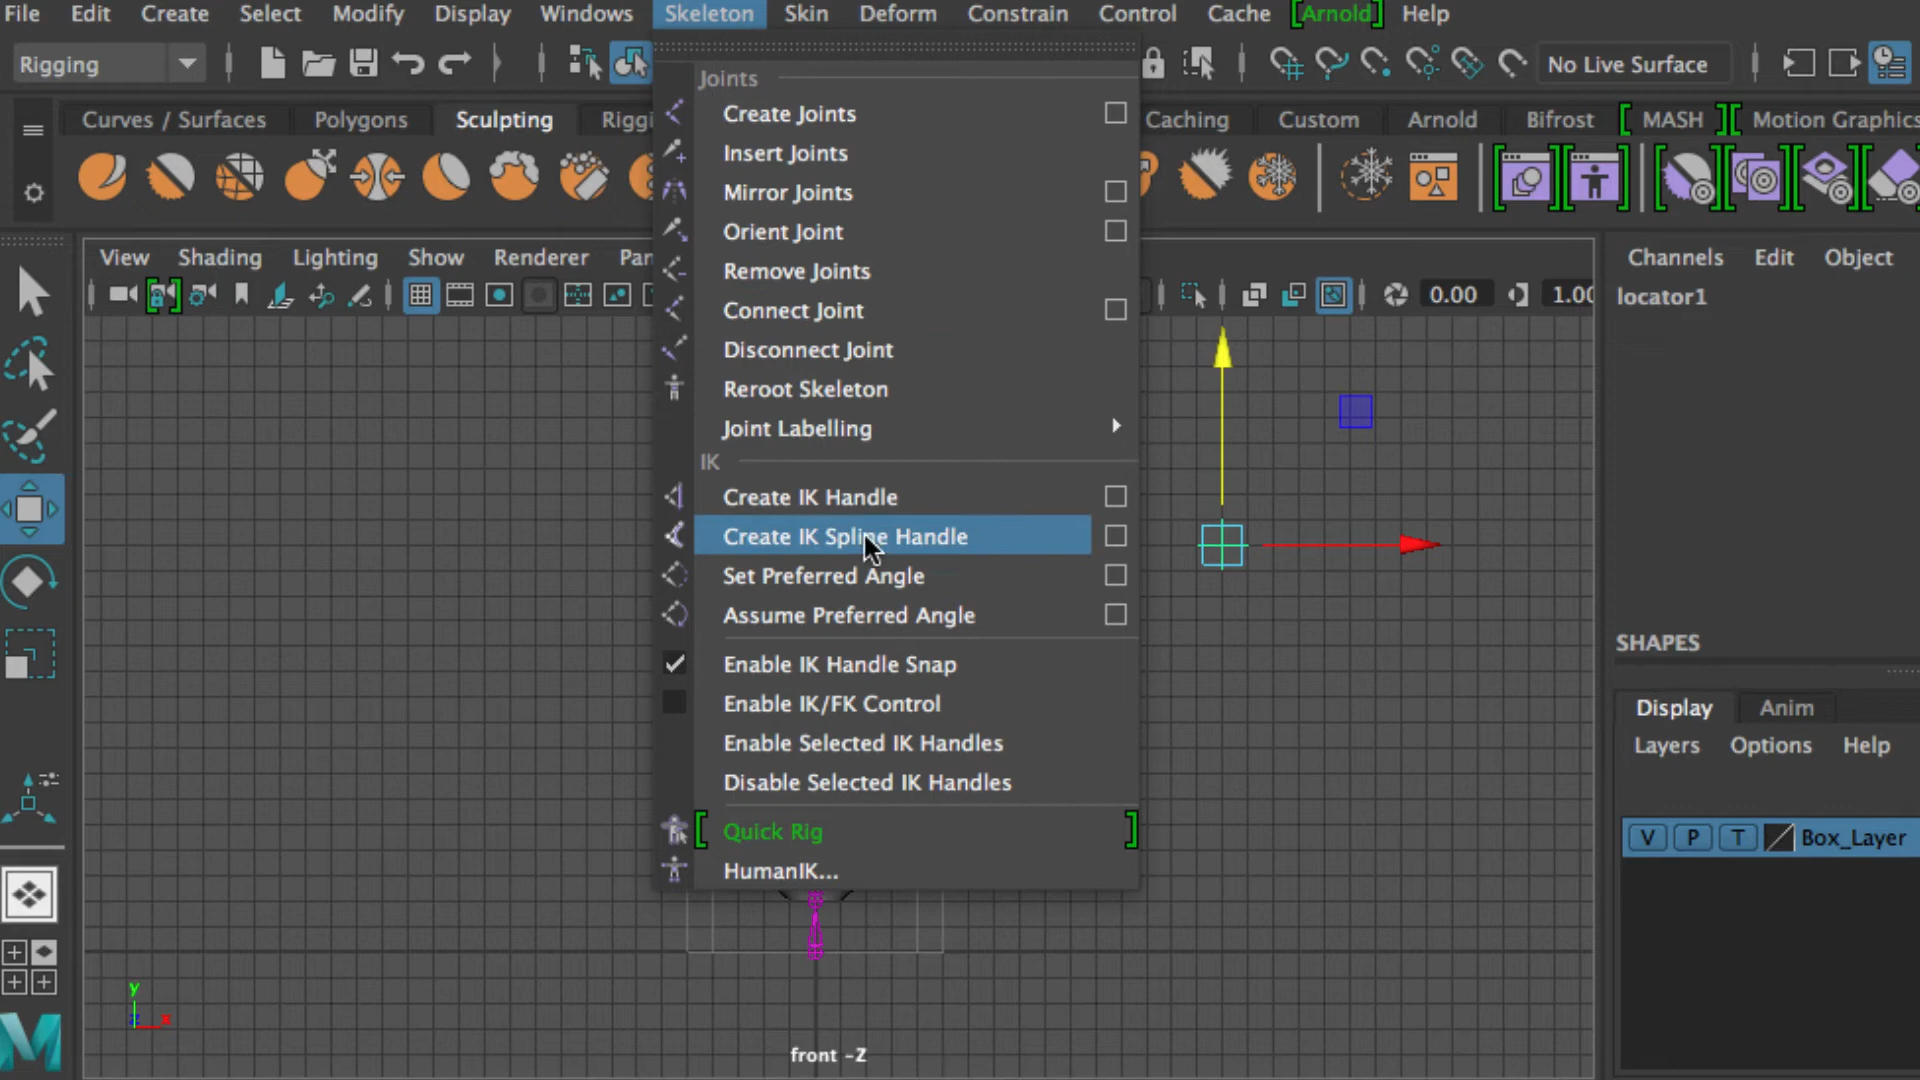 File Edit Create Select Modify Display Windows Skeleton Skin Deform Constrain Control Cache [Arnold] Help
Rigging
No Live Surface
Curves / Surfaces Polygons Sculpting Caching Custom Arnold Bifrost [ MASH ] [ Motion Graphics
View Shading Lighting Show Renderer
0.00
Joints
Create Joints
Insert Joints
Mirror Joints
Orient Joint
Remove Joints
Connect Joint
Disconnect Joint
Reroot Skeleton
Joint Labelling
IK
Create IK Handle
Create IK Spline Handle
Set Preferred Angle
Assume Preferred Angle
Enable IK Handle Snap
Enable IK/FK Control
Enable Selected IK Handles
Disable Selected IK Handles
[ Quick Rig ]
HumanIK...
y
x
front -Z
Channels Edit Object
locator1
SHAPES
Display Anim
Layers Options Help
V P T Box_Layer